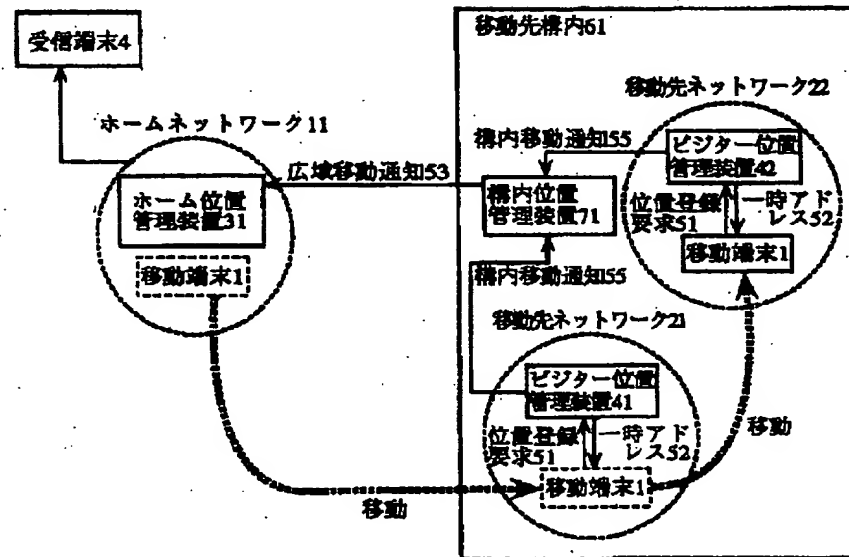 受信端末4
移動先構内61
移動先ネットワーク22
ホームネットワーク11
構内移動通知55
ビジター位置
管理装置42
広域移動通知53
ホーム位置
管理装置31
構内位置
管理装置71
位置登録
要求51
一時アド
レス52
移動端末1
移動端末1
構内移動通知55
移動先ネットワーク21
ビジター位置
管理装置41
位置登録
要求51
一時アド
レス52
移動
移動端末1
移動